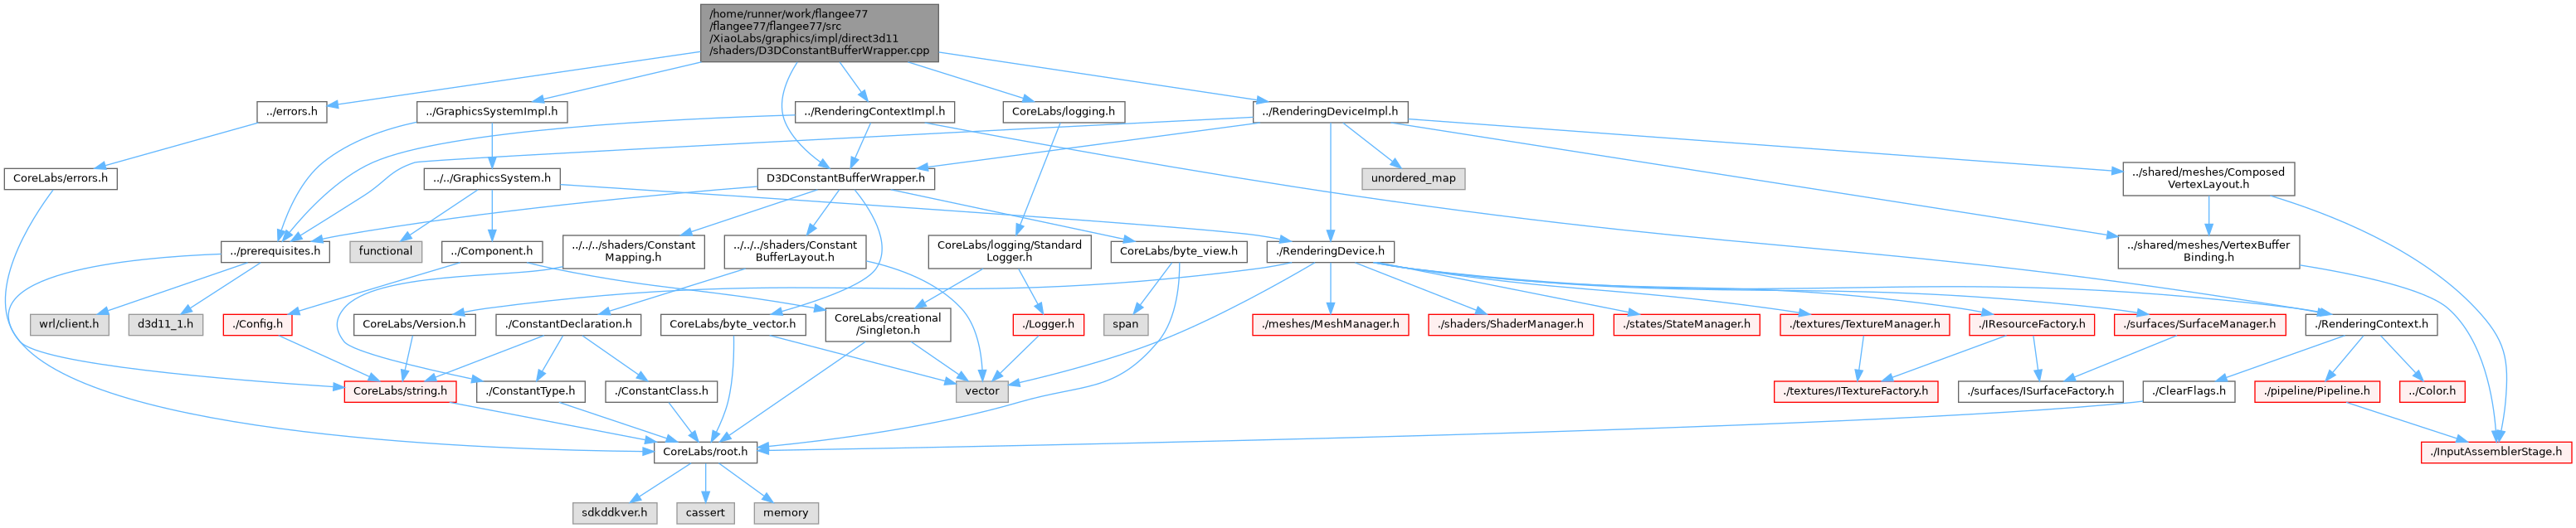 /home/runner/work/flangee77
/flangee77/flangee77/src
/XiaoLabs/graphics/impl/direct3d11
/shaders/D3DConstantBufferWrapper.cpp
../errors.h
../GraphicsSystemImpl.h
../RenderingContextImpl.h
CoreLabs/logging.h
../RenderingDeviceImpl.h
CoreLabs/errors.h
../../GraphicsSystem.h
D3DConstantBufferWrapper.h
unordered_map
../shared/meshes/Composed
VertexLayout.h
../prerequisites.h
functional
../Component.h
../../../shaders/Constant
Mapping.h
../../../shaders/Constant
BufferLayout.h
CoreLabs/logging/Standard
Logger.h
CoreLabs/byte_view.h
./RenderingDevice.h
../shared/meshes/VertexBuffer
Binding.h
wrl/client.h
d3d11_1.h
./Config.h
CoreLabs/Version.h
./ConstantDeclaration.h
CoreLabs/byte_vector.h
CoreLabs/creational
/Singleton.h
./Logger.h
span
./meshes/MeshManager.h
./shaders/ShaderManager.h
./states/StateManager.h
./textures/TextureManager.h
./IResourceFactory.h
./surfaces/SurfaceManager.h
./RenderingContext.h
CoreLabs/string.h
./ConstantType.h
./ConstantClass.h
vector
./textures/ITextureFactory.h
./surfaces/ISurfaceFactory.h
./ClearFlags.h
./pipeline/Pipeline.h
../Color.h
CoreLabs/root.h
./InputAssemblerStage.h
sdkddkver.h
cassert
memory